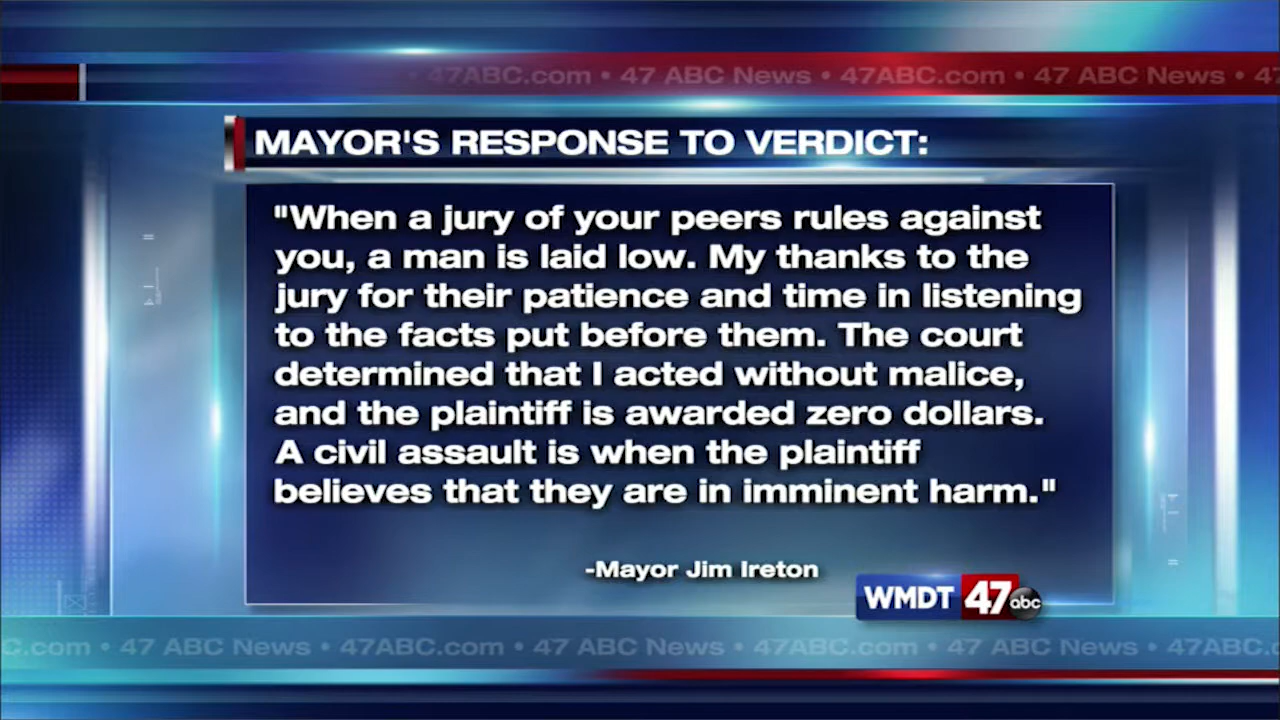 • 47ABC.com • 47 ABC News • 47ABC.com • 47 ABC News • 47
MAYOR'S RESPONSE TO VERDICT:
"When a jury of your peers rules against
you, a man is laid low. My thanks to the
jury for their patience and time in listening
to the facts put before them. The court
determined that I acted without malice,
and the plaintiff is awarded zero dollars.
A civil assault is when the plaintiff
believes that they are in imminent harm."
-Mayor Jim Ireton
WMDT 47 abc
C.com • 47 ABC News • 47ABC.com • 47 ABC News • 47ABC.com • 47 ABC News • 47ABC.c